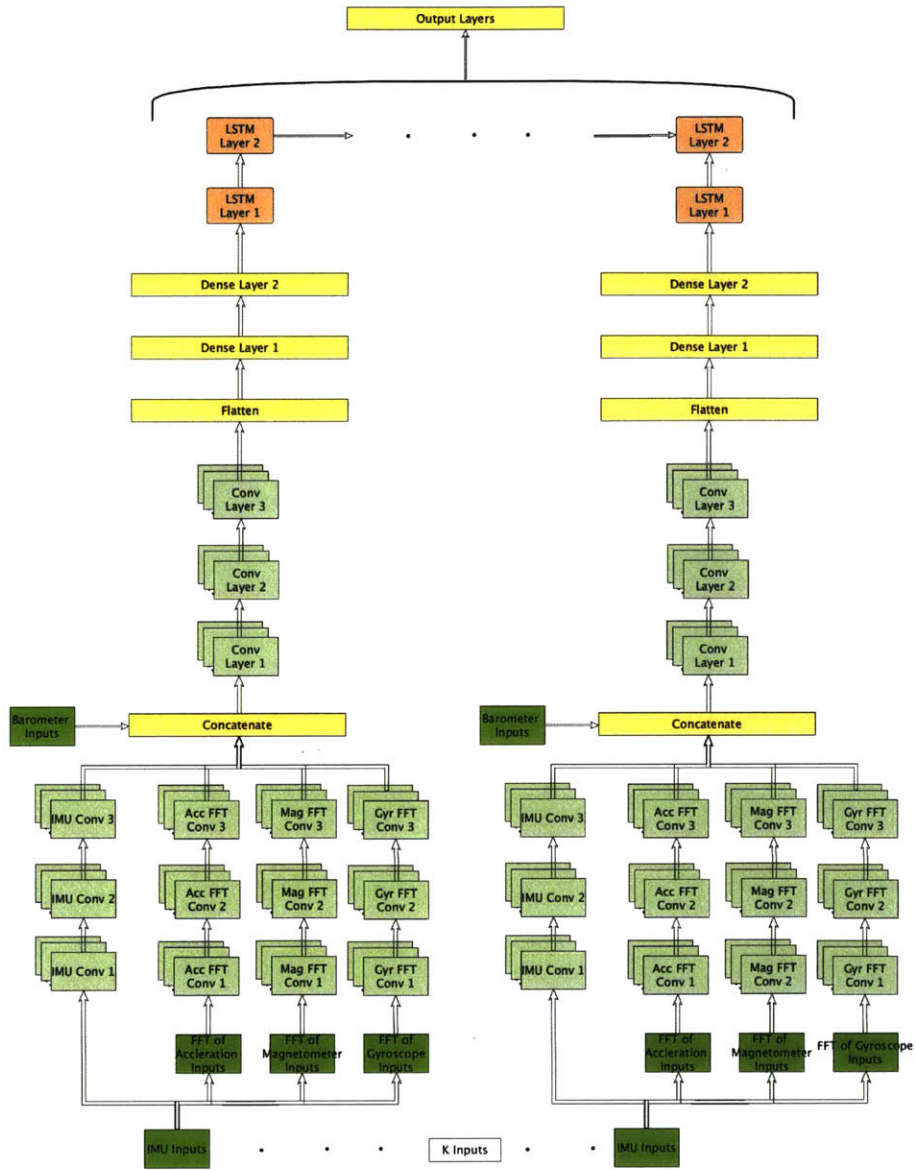 Output Layers
LSTM
Layer 2
LSTM
Layer 2
LSTM
Layer 1
LSTM
Layer 1
Dense Layer 2
Dense Layer 2
Dense Layer 1
Dense Layer 1
Flatten
Flatten
Conv
Layer 3
Conv
Layer 3
Conv
Layer 2
Conv
Layer 2
Conv
Layer 1
Conv
Layer 1
Barometer
Inputs
Concatenate
Barometer
Inputs
Concatenate
IMU Conv 3
Acc FFT
Conv 3
Mag FFT
Conv 3
Gyr FFT
Conv 3
IMU Conv 3
Acc FFT
Conv 3
Mag FFT
Conv 3
Gyr FFT
Conv 3
IMU Conv 2
Acc FFT
Conv 2
Mag FFT
Conv 2
Gyr FFT
Conv 2
IMU Conv 2
Acc FFT
Conv 2
Mag FFT
Conv 2
Gyr FFT
Conv 2
IMU Conv 1
Acc FFT
Conv 1
Mag FFT
Conv 1
Gyr FFT
Conv 1
IMU Conv 1
Acc FFT
Conv 1
Mag FFT
Conv 2
Gyr FFT
Conv 1
FFT of
Accleration
Inputs
FFT of
Magnetometer
Inputs
FFT of
Gyroscope
Inputs
FFT of
Accleration
Inputs
FFT of
Magnetometer
Inputs
FFT of Gyroscope
Inputs
IMU Inputs
K Inputs
IMU Inputs